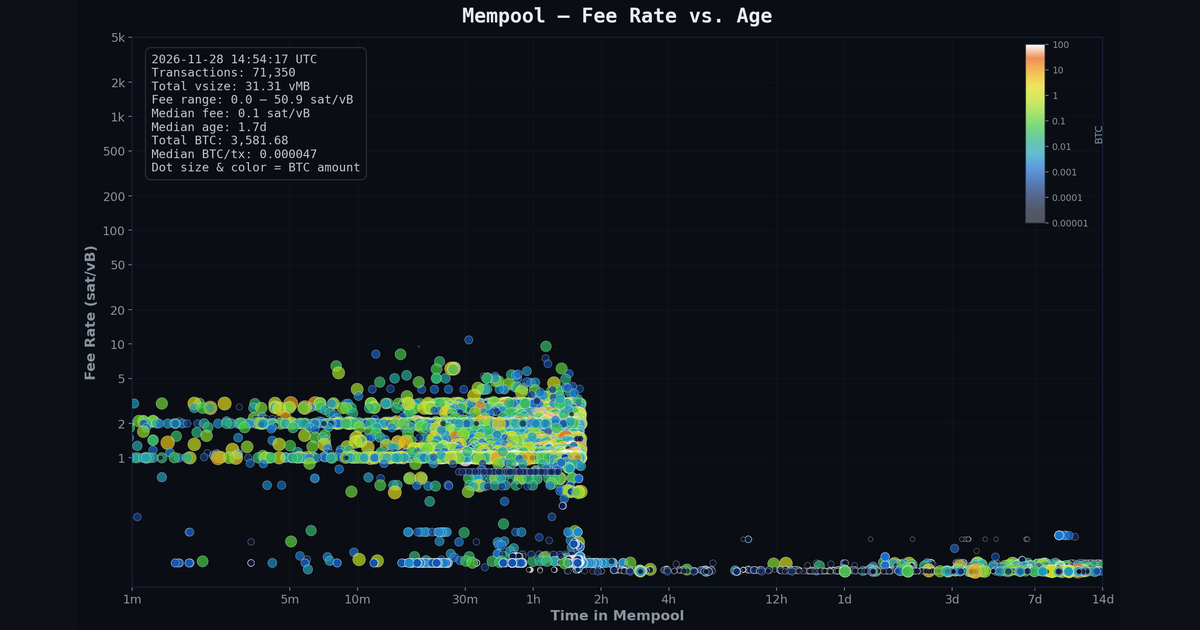 Mempool — Fee Rate vs. Age
5k
2k
1k
500
200
100
50
20
10
5
2
1
Fee Rate (sat/vB)
2026-11-28 14:54:17 UTC
Transactions: 71,350
Total vsize: 31.31 vMB
Fee range: 0.0 — 50.9 sat/vB
Median fee: 0.1 sat/vB
Median age: 1.7d
Total BTC: 3,581.68
Median BTC/tx: 0.000047
Dot size & color = BTC amount
100
10
1
0.1
0.01
0.001
0.0001
0.00001
BTC
1m
5m
10m
30m
1h
2h
4h
12h
1d
3d
7d
14d
Time in Mempool